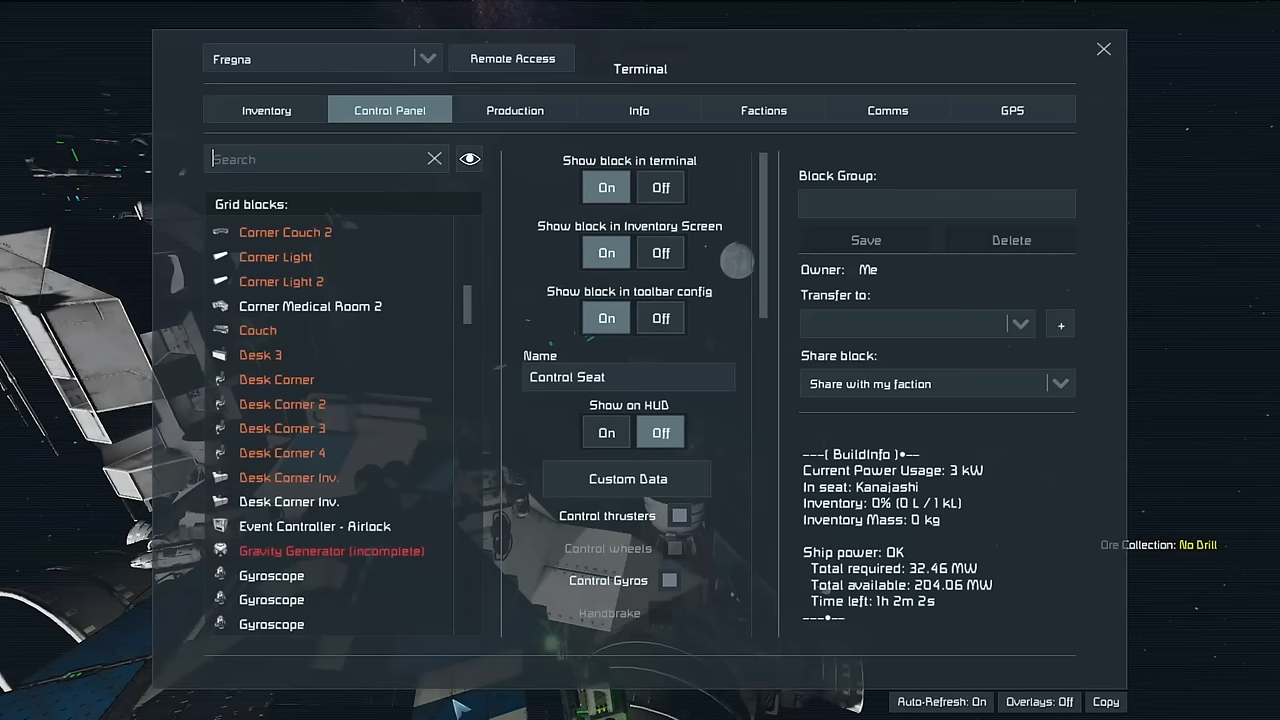 Fregna
Remote Access
Terminal
Inventory
Control Panel
Production
Info
Factions
Comms
GPS
Search
Grid blocks:
Corner Couch 2
Corner Light
Corner Light 2
Corner Medical Room 2
Couch
Desk 3
Desk Corner
Desk Corner 2
Desk Corner 3
Desk Corner 4
Desk Corner Inv.
Desk Corner Inv.
Event Controller - Airlock
Gravity Generator (incomplete)
Gyroscope
Gyroscope
Gyroscope
Show block in terminal
On Off
Show block in Inventory Screen
On Off
Show block in toolbar config
On Off
Name
Control Seat
Show on HUD
On Off
Custom Data
Control thrusters
Control wheels
Control Gyros
Handbrake
Block Group:
Save Delete
Owner: Me
Transfer to:
+
Share block:
Share with my faction
---( BuildInfo )•--
Current Power Usage: 3 kW
In seat: Kanajashi
Inventory: 0% (0 L / 1 kL)
Inventory Mass: 0 kg
Ship power: OK
Total required: 32.46 MW
Total available: 204.06 MW
Time left: 1h 2m 2s
---•--
Ore Collection: No Drill
Auto-Refresh: On
Overlays: Off
Copy